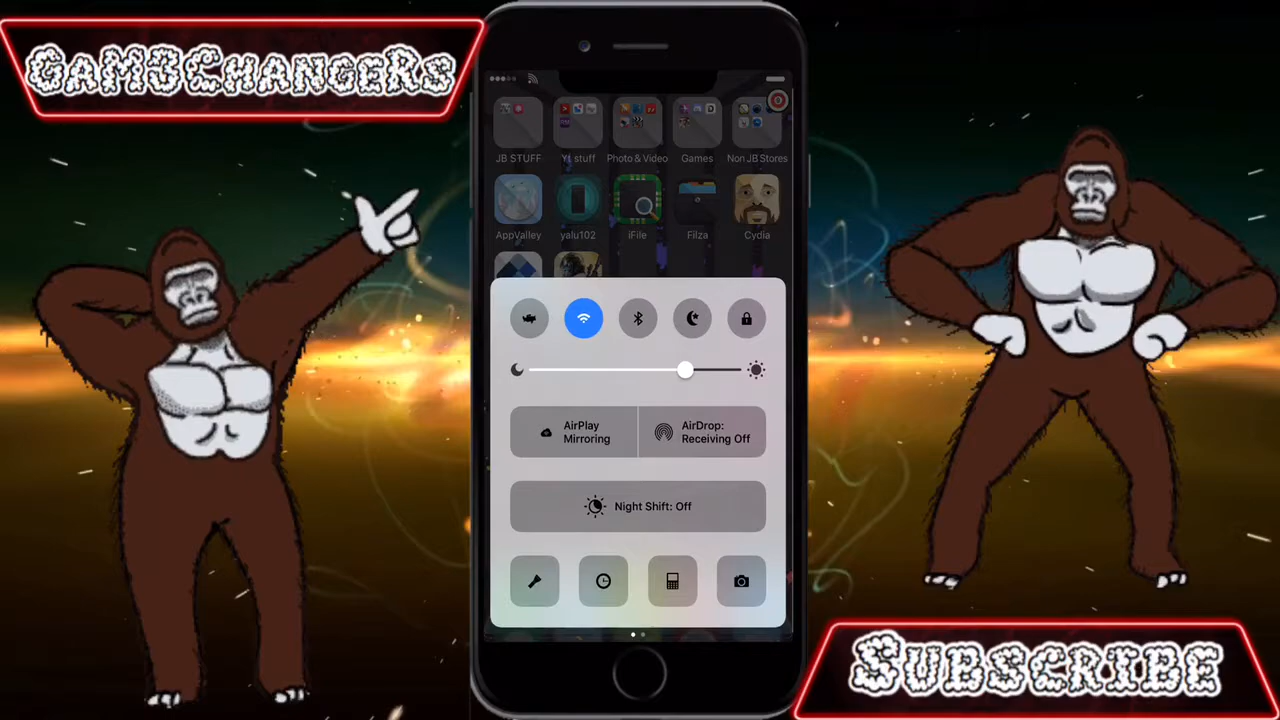 GaM3ChangeRs
JB STUFF
Yt stuff
Photo & Video
Games
Non JB Stores
AppValley
yalu102
iFile
Filza
Cydia
AirPlay
Mirroring
AirDrop:
Receiving Off
Night Shift: Off
Subscribe